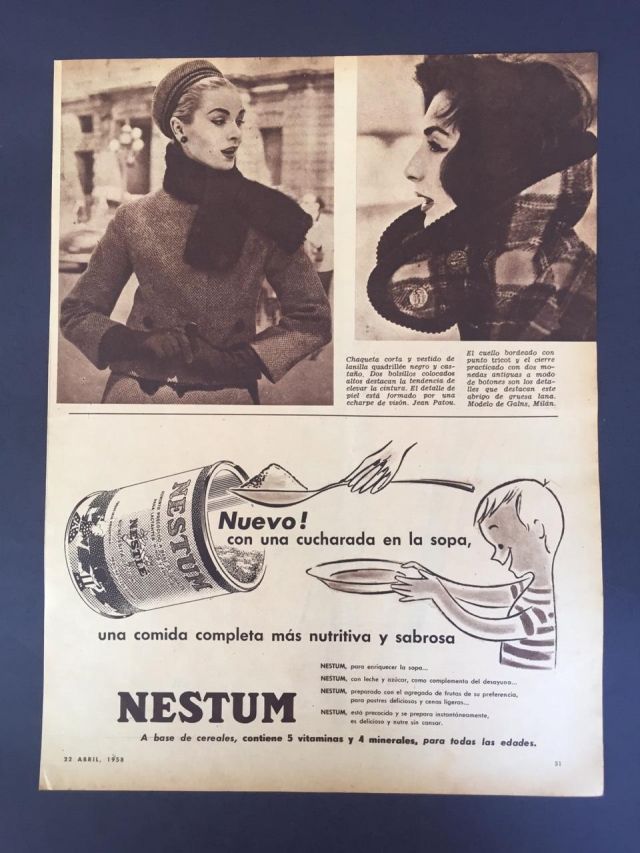 Chaqueta corta y vestido de
lanilla quadrillée negro y cas-
taño. Dos bolsillos colocados
altos destacan la tendencia de
elevar la cintura. El detalle de
piel está formado por una
echarpe de visón. Jean Patou.
El cuello bordeado con
punto tricot y el cierre
practicado con dos mo-
nedas antiguas a modo
de botones son los deta-
lles que destacan este
abrigo de gruesa lana.
Modelo de Galns, Milán.
NESTUM
NESTUM
Nuevo!
con una cucharada en la sopa,
una comida completa más nutritiva y sabrosa
NESTUM, para enriquecer la sopa...
NESTUM, con leche y azúcar, como complemento del desayuno...
NESTUM, preparado con el agregado de frutas de su preferencia,
para postres deliciosos y cenas ligeras...
NESTUM, está precocido y se prepara instantáneamente,
es delicioso y nutre sin cansar.
NESTUM
A base de cereales, contiene 5 vitaminas y 4 minerales, para todas las edades.
22 ABRIL, 1958
51